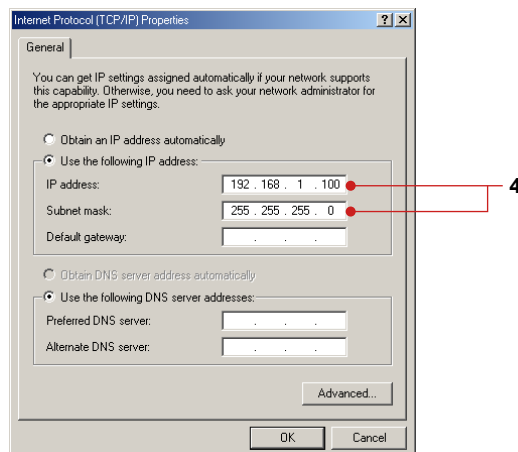 Internet Protocol (TCP/IP) Properties
General
You can get IP settings assigned automatically if your network supports
this capability. Otherwise, you need to ask your network administrator for
the appropriate IP settings.
Obtain an IP address automatically
Use the following IP address:
IP address: 192 . 168 . 1 . 100
4
Subnet mask: 255 . 255 . 255 . 0
Default gateway: . . .
Obtain DNS server address automatically
Use the following DNS server addresses:
Preferred DNS server: . . .
Alternate DNS server: . . .
Advanced...
OK Cancel